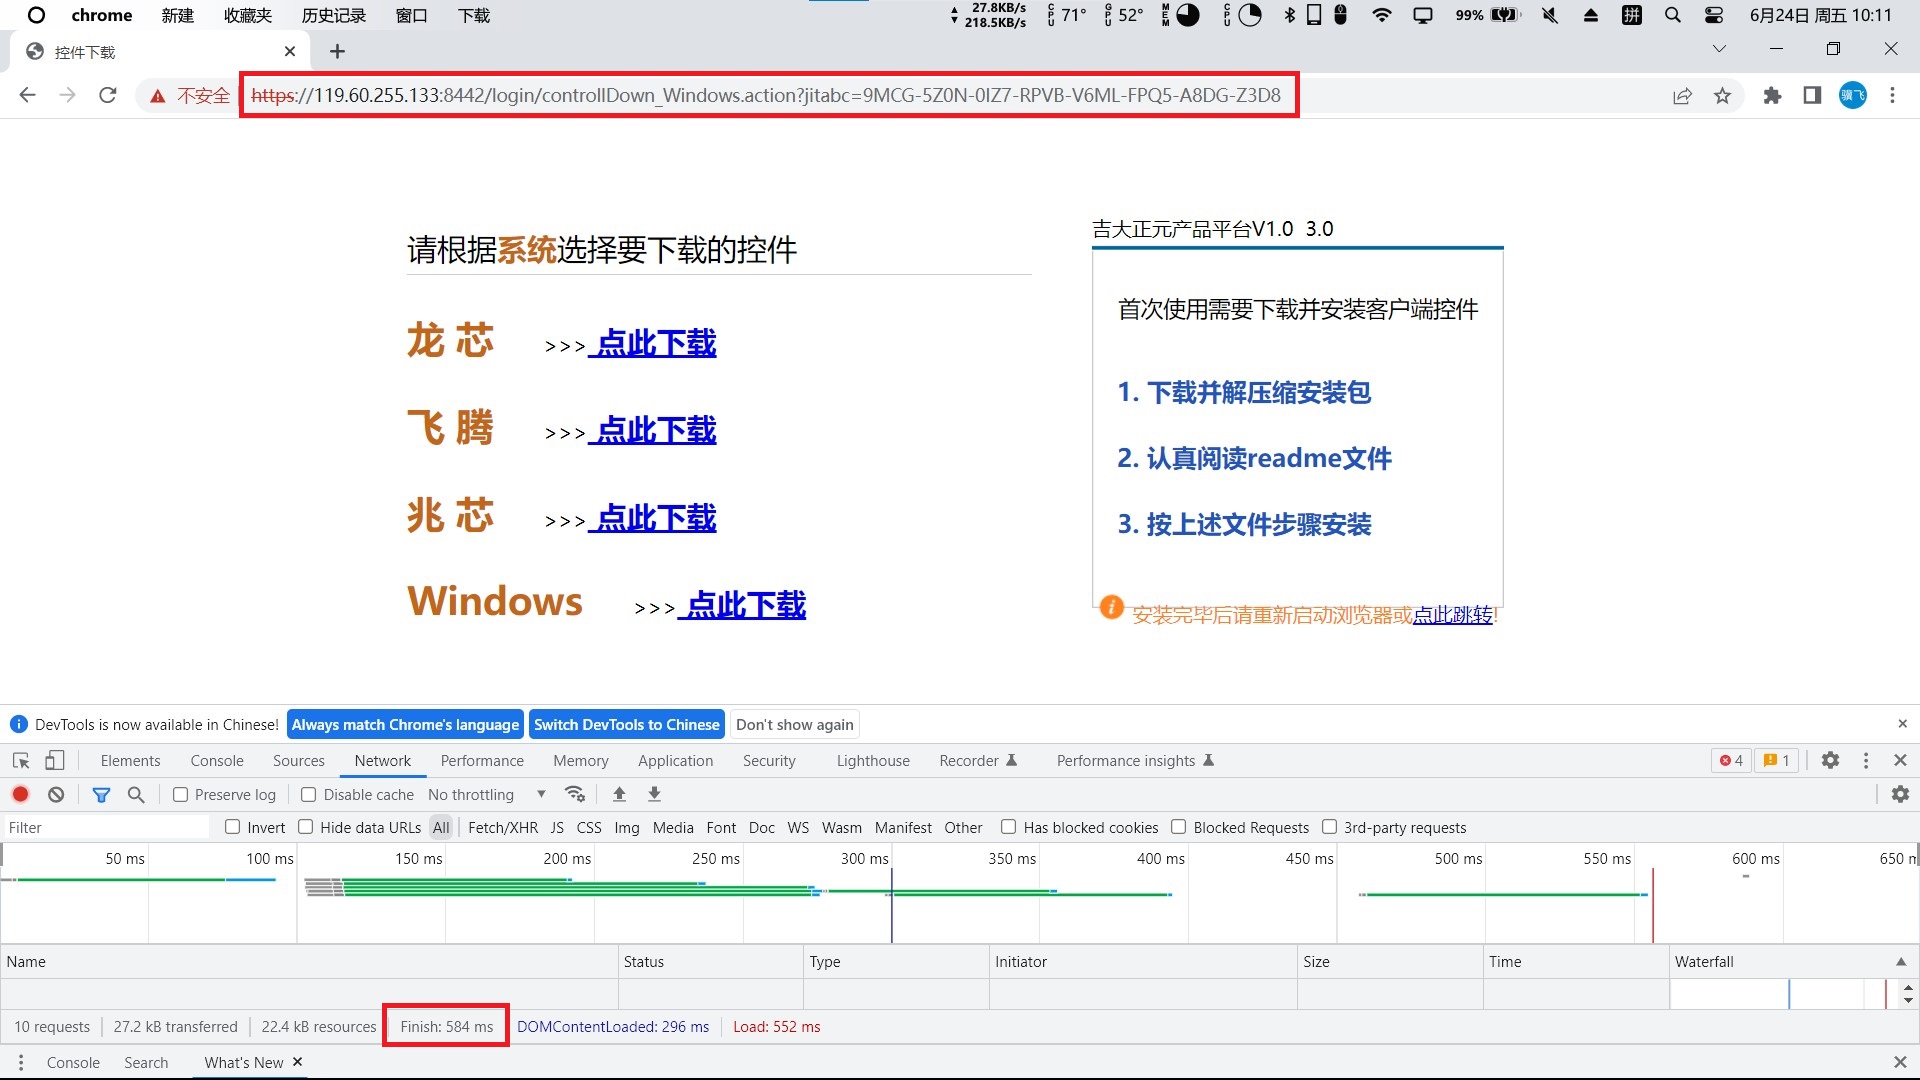 chrome 新建 收藏夹 历史记录 窗口 下载 27.8KB/s 218.5KB/s CPU 71° GPU 52° MEM CPU 99% 拼 6月24日 周五 10:11
控件下载
不安全 https://119.60.255.133:8442/login/controllDown_Windows.action?jitabc=9MCG-5Z0N-0IZ7-RPVB-V6ML-FPQ5-A8DG-Z3D8 骥飞
请根据系统选择要下载的控件
龙 芯 >>> 点此下载
飞 腾 >>> 点此下载
兆 芯 >>> 点此下载
Windows >>> 点此下载
吉大正元产品平台V1.0 3.0
首次使用需要下载并安装客户端控件
1. 下载并解压缩安装包
2. 认真阅读readme文件
3. 按上述文件步骤安装
安装完毕后请重新启动浏览器或点此跳转!
DevTools is now available in Chinese! Always match Chrome's language Switch DevTools to Chinese Don't show again
Elements Console Sources Network Performance Memory Application Security Lighthouse Recorder Performance insights 4 1
Preserve log Disable cache No throttling
Filter Invert Hide data URLs All Fetch/XHR JS CSS Img Media Font Doc WS Wasm Manifest Other Has blocked cookies Blocked Requests 3rd-party requests
50 ms 100 ms 150 ms 200 ms 250 ms 300 ms 350 ms 400 ms 450 ms 500 ms 550 ms 600 ms 650 m
Name Status Type Initiator Size Time Waterfall
10 requests 27.2 kB transferred 22.4 kB resources Finish: 584 ms DOMContentLoaded: 296 ms Load: 552 ms
Console Search What's New